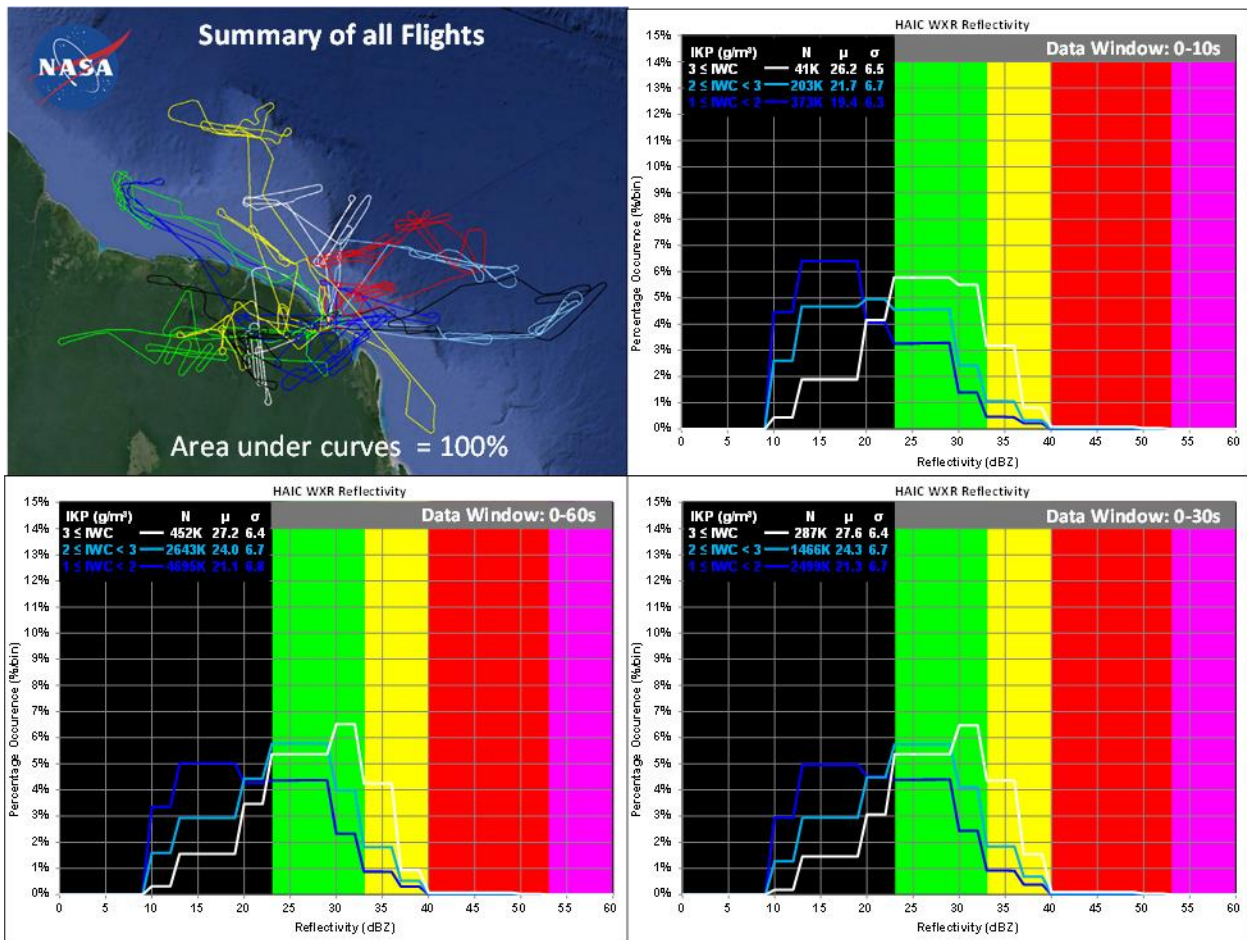 NASA
Summary of all Flights
Area under curves = 100%
HAIC WXR Reflectivity
Data Window: 0-10s
IKP (g/m³) N µ σ
3 ≤ IWC 41K 26.2 6.5
2 ≤ IWC < 3 203K 21.7 6.7
1 ≤ IWC < 2 373K 19.4 6.3
15%
14%
13%
12%
11%
10%
9%
8%
7%
6%
5%
4%
3%
2%
1%
0%
Percentage Occurence (%/bin)
0 5 10 15 20 25 30 35 40 45 50 55 60
Reflectivity (dBZ)
HAIC WXR Reflectivity
Data Window: 0-60s
IKP (g/m³) N µ σ
3 ≤ IWC 452K 27.2 6.4
2 ≤ IWC < 3 2643K 24.0 6.7
1 ≤ IWC < 2 4695K 21.1 6.8
15%
14%
13%
12%
11%
10%
9%
8%
7%
6%
5%
4%
3%
2%
1%
0%
Percentage Occurence (%/bin)
0 5 10 15 20 25 30 35 40 45 50 55 60
Reflectivity (dBZ)
HAIC WXR Reflectivity
Data Window: 0-30s
IKP (g/m³) N µ σ
3 ≤ IWC 287K 27.6 6.4
2 ≤ IWC < 3 1466K 24.3 6.7
1 ≤ IWC < 2 2499K 21.3 6.7
15%
14%
13%
12%
11%
10%
9%
8%
7%
6%
5%
4%
3%
2%
1%
0%
Percentage Occurence (%/bin)
0 5 10 15 20 25 30 35 40 45 50 55 60
Reflectivity (dBZ)